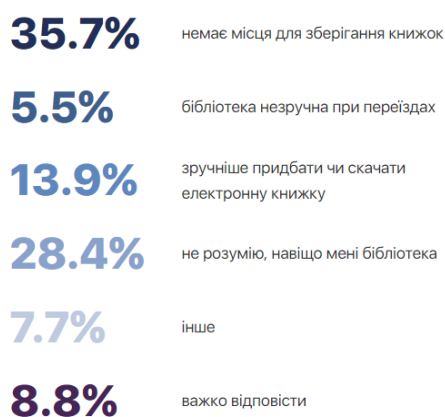 35.7% немає місця для зберігання книжок
5.5% бібліотека незручна при переїздах
13.9% зручніше придбати чи скачати
електронну книжку
28.4% не розумію, навіщо мені бібліотека
7.7% інше
8.8% важко відповісти